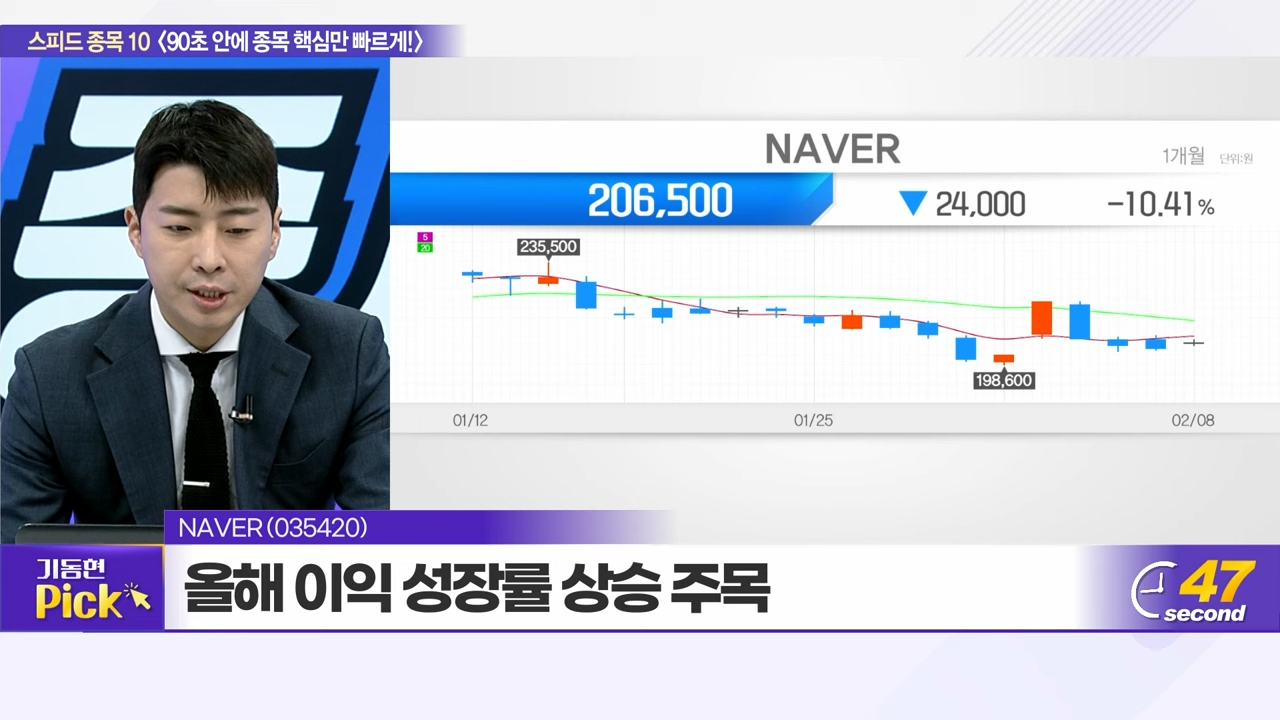 스피드 종목 10 〈90초 안에 종목 핵심만 빠르게!〉
NAVER
1개월 단위:원
206,500 ▼ 24,000 -10.41%
5
20
235,500
198,600
01/12 01/25 02/08
NAVER(035420)
기동현
Pick
올해 이익 성장률 상승 주목
47
second